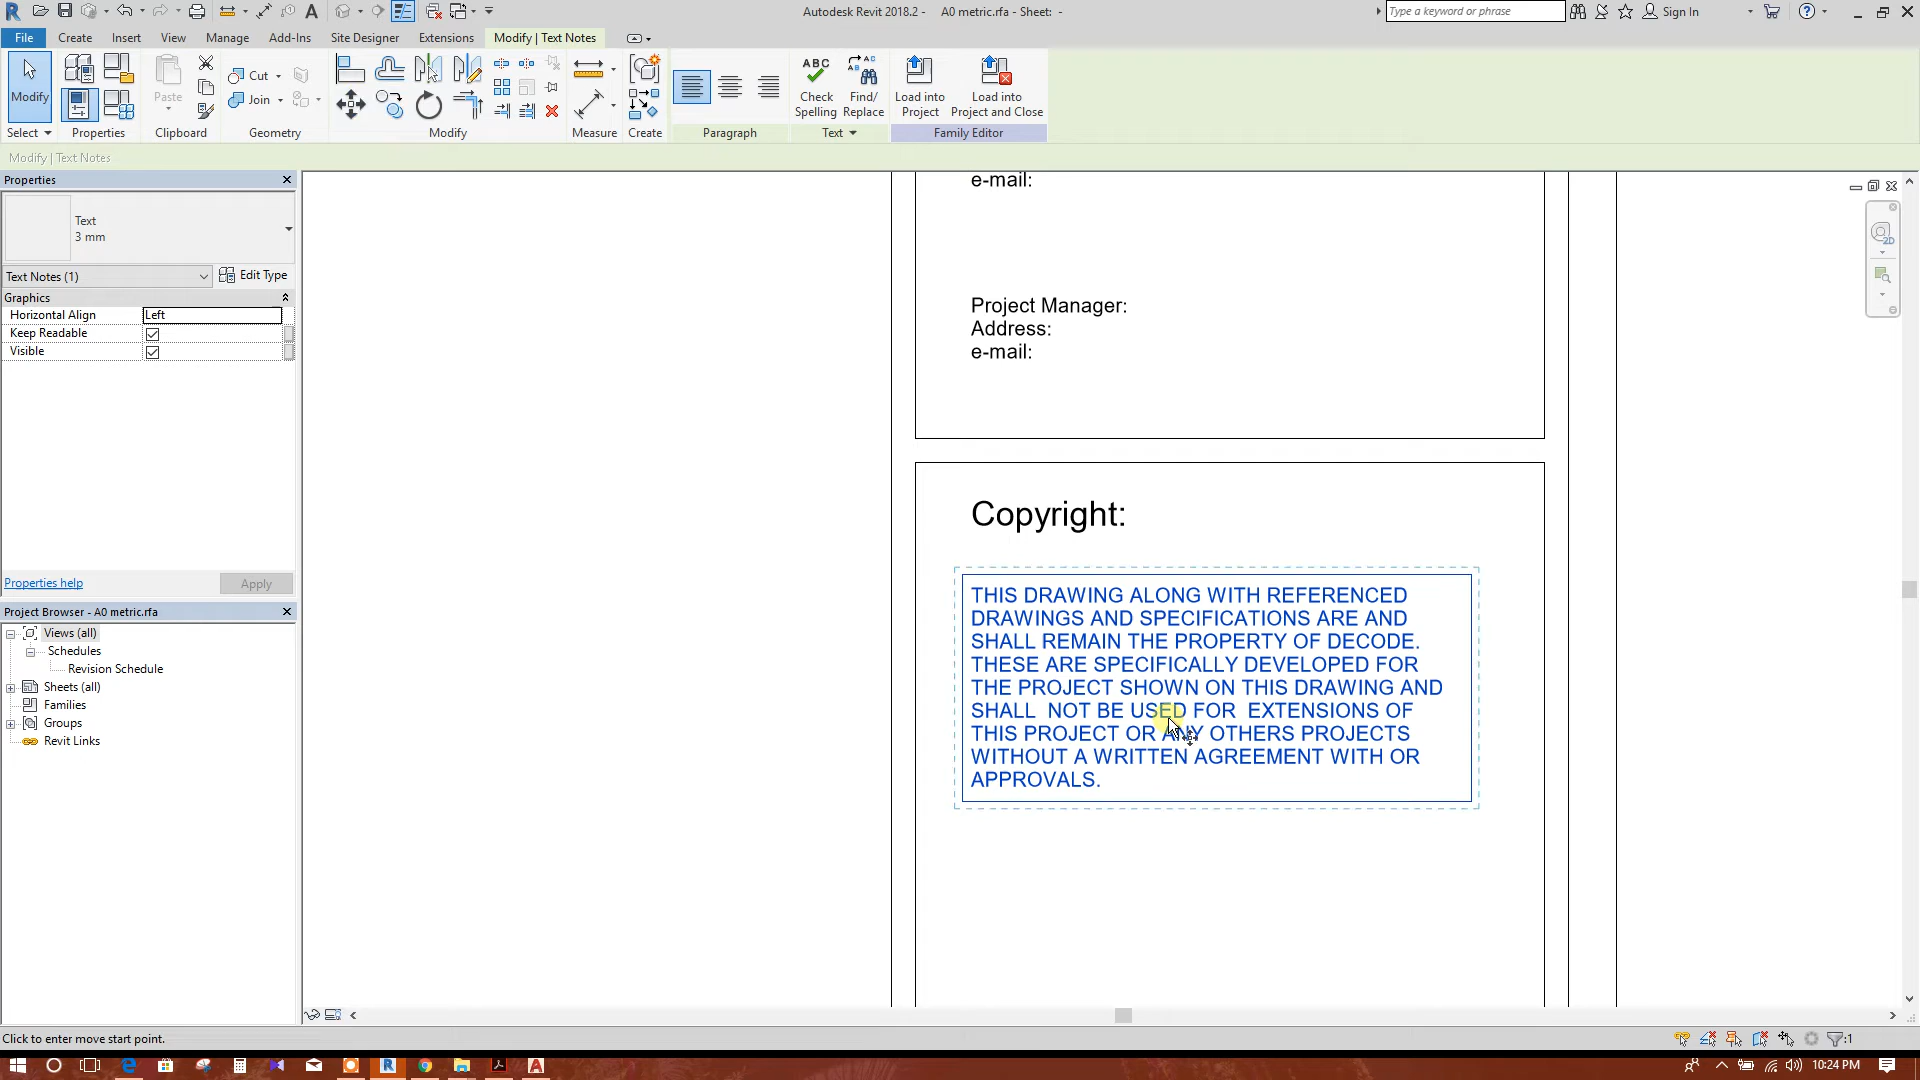 Autodesk Revit 2018.2 - A0 metric.rfa - Sheet: -
Type a keyword or phrase
Sign In
File Create Insert View Manage Add-Ins Site Designer Extensions Modify | Text Notes
Modify
Select
Properties
Paste
Cut
Join
Clipboard
Geometry
Modify
Measure
Create
Paragraph
Check Spelling
Find/ Replace
Text
Load into Project
Load into Project and Close
Family Editor
Modify | Text Notes
Properties
Text
3 mm
Text Notes (1)
Edit Type
Graphics
Horizontal Align Left
Keep Readable
Visible
Properties help
Apply
Project Browser - A0 metric.rfa
Views (all)
Schedules
Revision Schedule
Sheets (all)
Families
Groups
Revit Links
e-mail:
Project Manager:
Address:
e-mail:
Copyright:
THIS DRAWING ALONG WITH REFERENCED
DRAWINGS AND SPECIFICATIONS ARE AND
SHALL REMAIN THE PROPERTY OF DECODE.
THESE ARE SPECIFICALLY DEVELOPED FOR
THE PROJECT SHOWN ON THIS DRAWING AND
SHALL  NOT BE USED FOR  EXTENSIONS OF
THIS PROJECT OR ANY OTHERS PROJECTS
WITHOUT A WRITTEN AGREEMENT WITH OR
APPROVALS.
2D
Click to enter move start point.
:1
10:24 PM